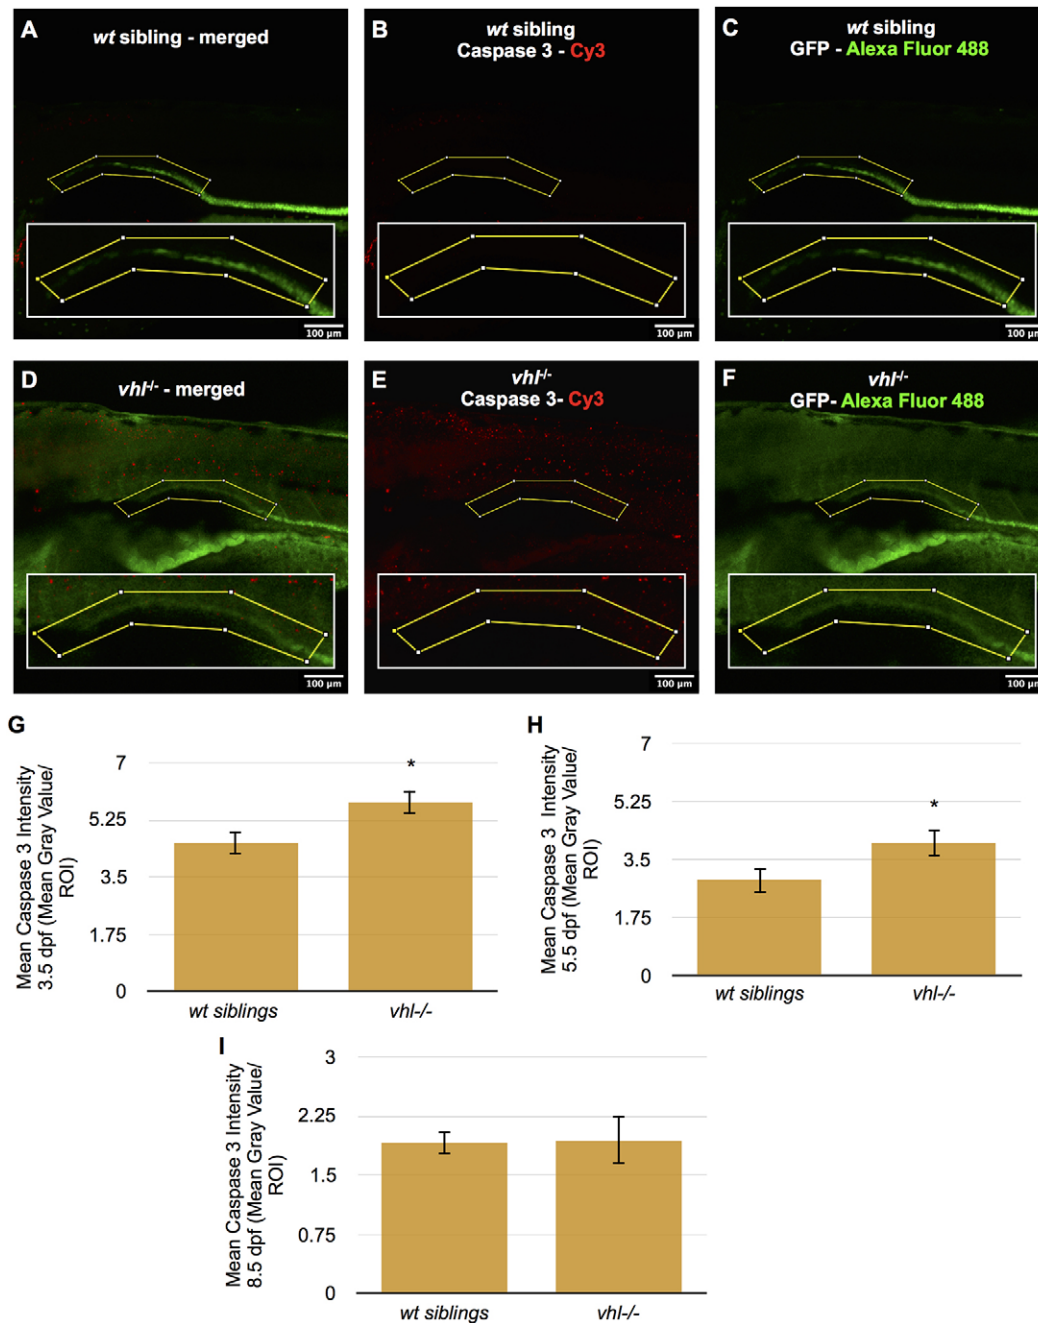 A
wt sibling - merged
B
wt sibling
Caspase 3 - Cy3
C
wt sibling
GFP - Alexa Fluor 488
100 µm
100 µm
100 µm
D
vhl-/- - merged
E
vhl-/-
Caspase 3- Cy3
F
vhl-/-
GFP- Alexa Fluor 488
100 µm
100 µm
100 µm
G
Mean Caspase 3 Intensity
3.5 dpf (Mean Gray Value/
ROI)
7
5.25
3.5
1.75
0
*
wt siblings
vhl-/-
H
Mean Caspase 3 Intensity
5.5 dpf (Mean Gray Value/
ROI)
7
5.25
3.5
1.75
0
*
wt siblings
vhl-/-
I
Mean Caspase 3 Intensity
8.5 dpf (Mean Gray Value/
ROI)
3
2.25
1.5
0.75
0
wt siblings
vhl-/-